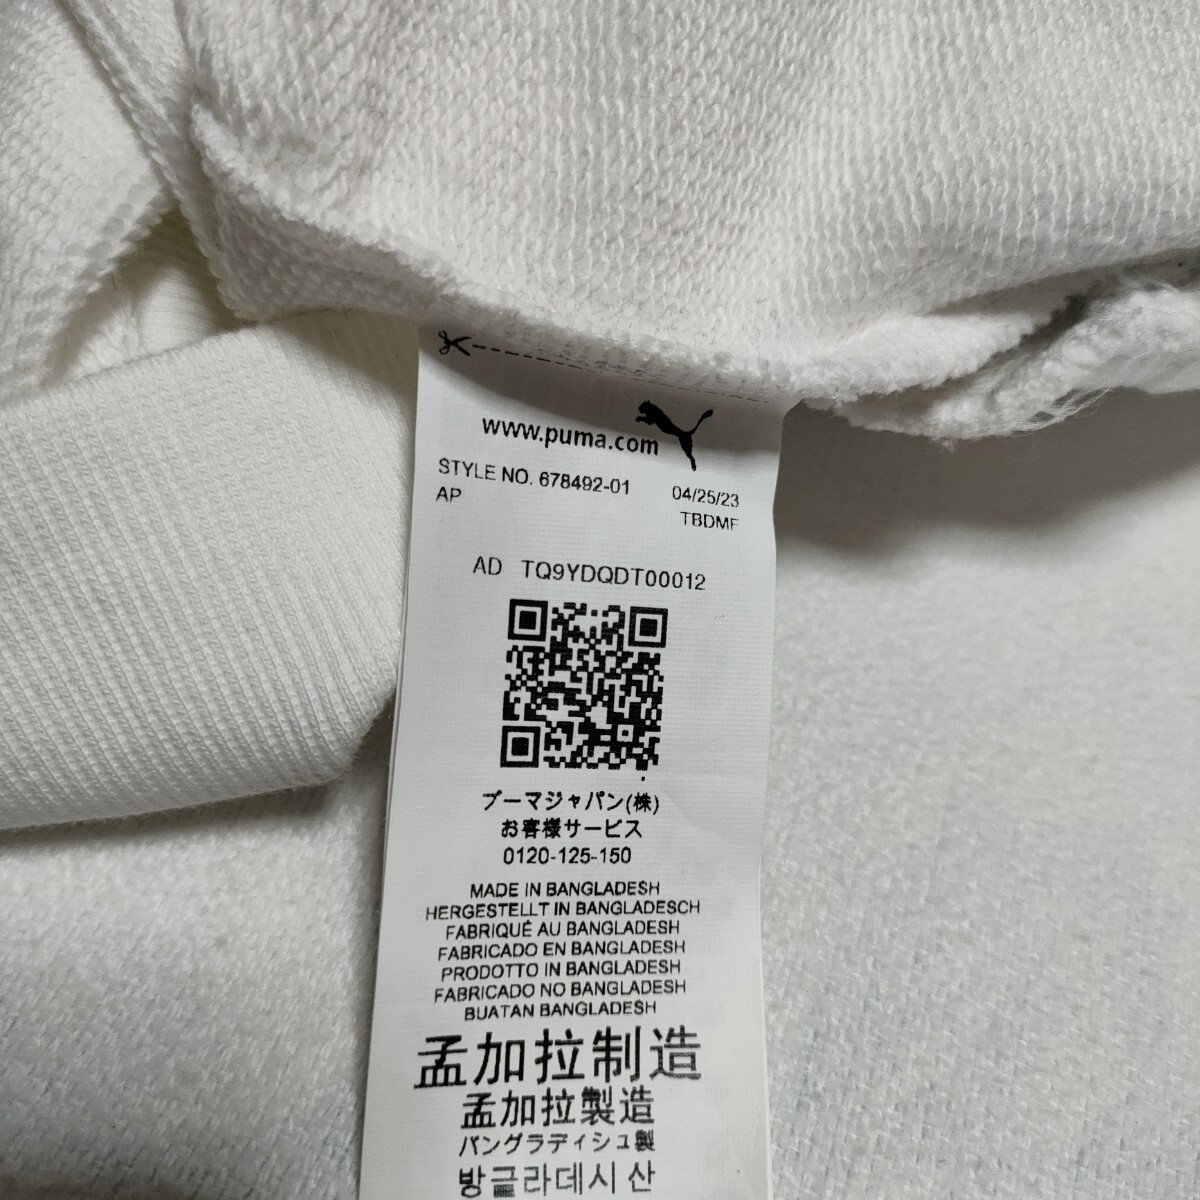 www.puma.com
STYLE NO. 678492-01 04/25/23
AP TBDMF
AD TQ9YDQDT00012
プーマジャパン(株)
お客様サービス
0120-125-150
MADE IN BANGLADESH
HERGESTELLT IN BANGLADESCH
FABRIQUÉ AU BANGLADESH
FABRICADO EN BANGLADESH
PRODOTTO IN BANGLADESH
FABRICADO NO BANGLADESH
BUATAN BANGLADESH
孟加拉制造
孟加拉製造
バングラディシュ製
방글라데시 산